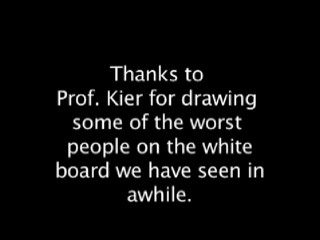 Thanks to
Prof. Kier for drawing
some of the worst
people on the white
board we have seen in
awhile.